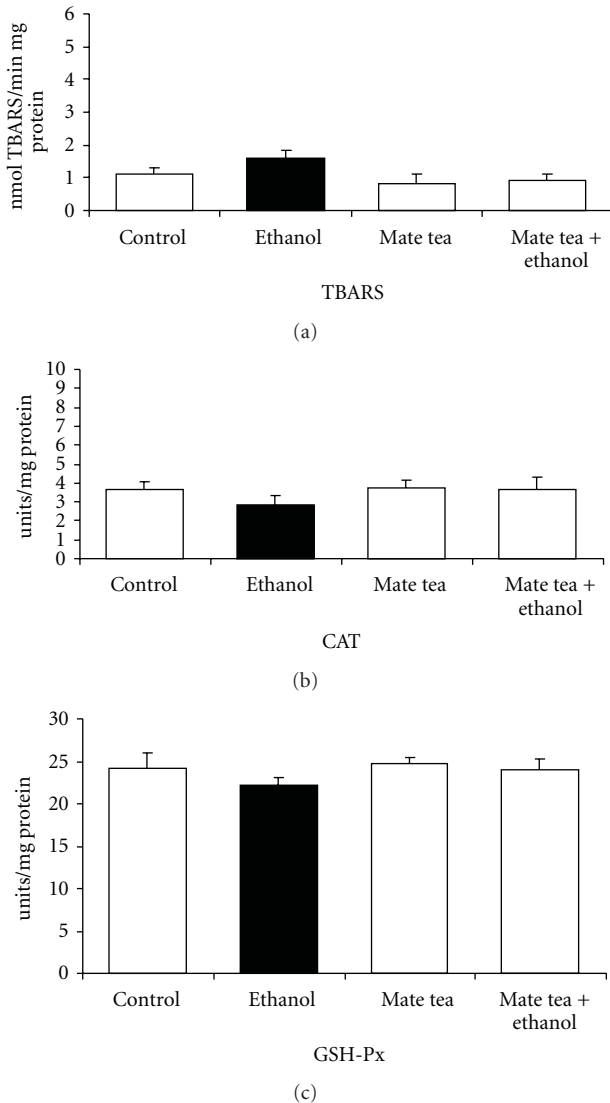 nmol TBARS/min mg
protein
6
5
4
3
2
1
0
Control Ethanol Mate tea Mate tea +
ethanol
TBARS
(a)
units/mg protein
10
9
8
7
6
5
4
3
2
1
0
Control Ethanol Mate tea Mate tea +
ethanol
CAT
(b)
units/mg protein
30
25
20
15
10
5
0
Control Ethanol Mate tea Mate tea +
ethanol
GSH-Px
(c)